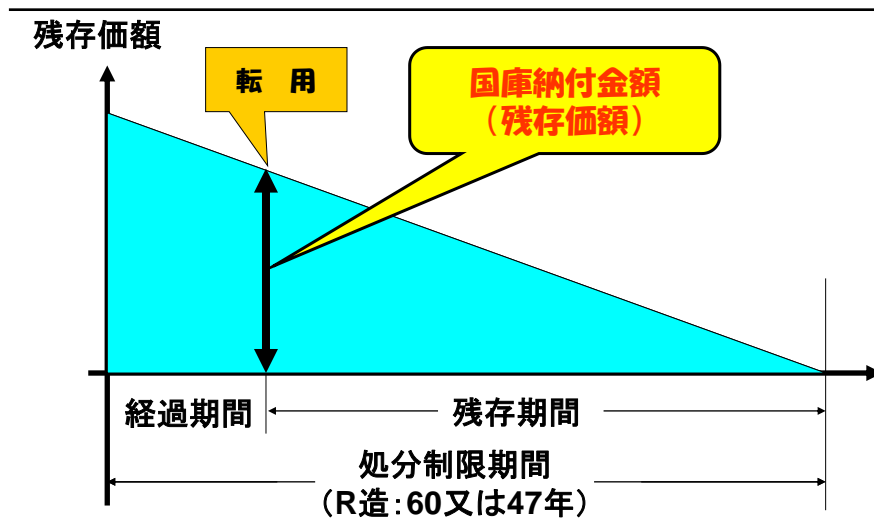 残存価額
転　用
国庫納付金額
（残存価額）
経過期間
残存期間
処分制限期間
（R造：60又は47年）